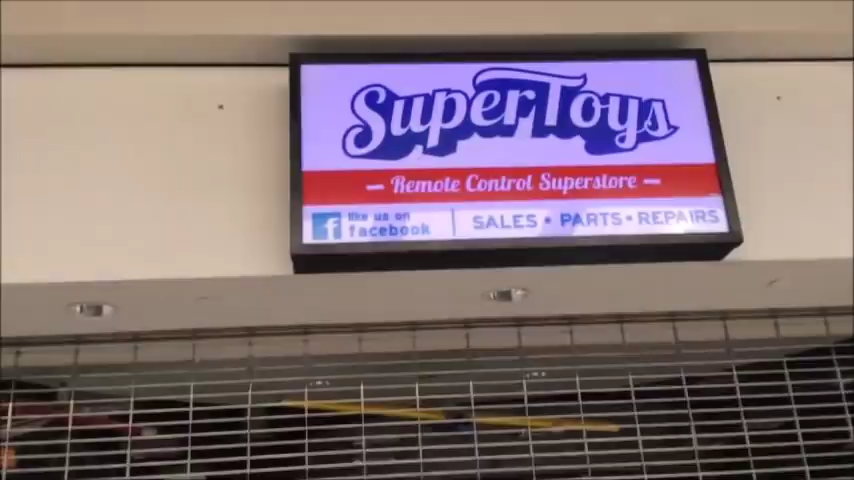 SuperToys
- Remote Control Superstore -
f like us on
facebook
SALES • PARTS • REPAIRS